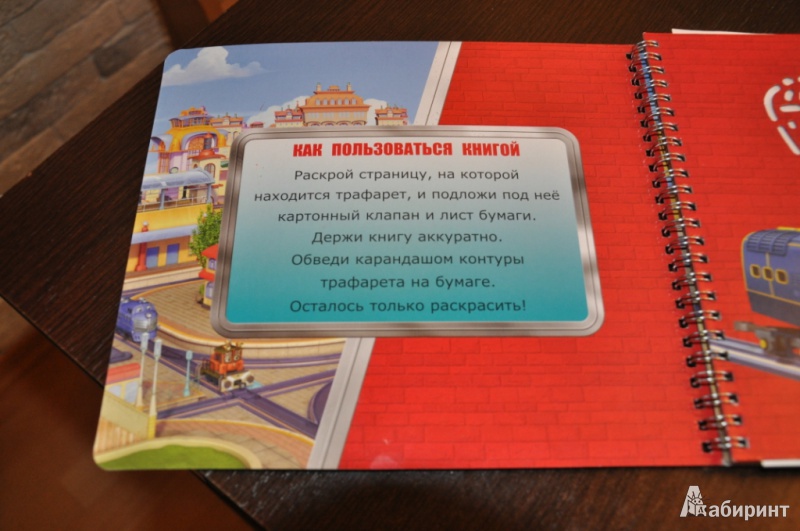 КАК ПОЛЬЗОВАТЬСЯ КНИГОЙ
Раскрой страницу, на которой
находится трафарет, и подложи под неё
картонный клапан и лист бумаги.
Держи книгу аккуратно.
Обведи карандашом контуры
трафарета на бумаге.
Осталось только раскрасить!
Лабиринт